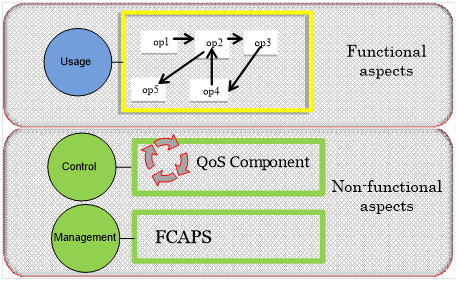 op1 op2 op3
Usage
Functional
aspects
op5 op4
Control
QoS Component
Non-functional
aspects
Management
FCAPS